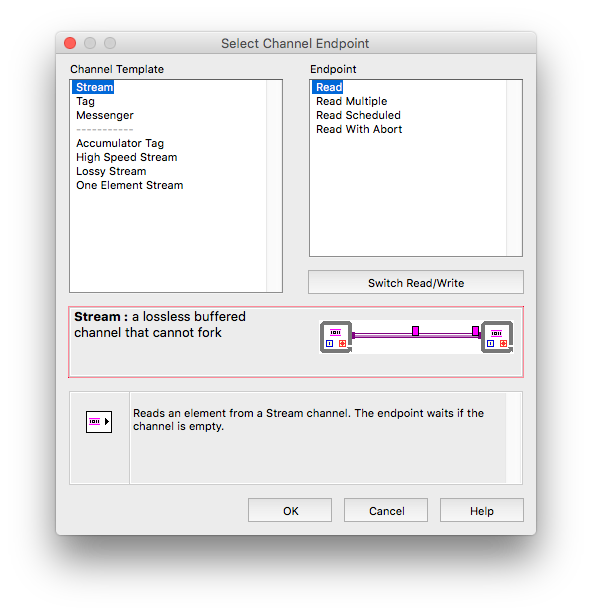 Select Channel Endpoint
Channel Template
Stream
Tag
Messenger
-----------
Accumulator Tag
High Speed Stream
Lossy Stream
One Element Stream
Endpoint
Read
Read Multiple
Read Scheduled
Read With Abort
Switch Read/Write
Stream : a lossless buffered
channel that cannot fork
Reads an element from a Stream channel. The endpoint waits if the
channel is empty.
OK
Cancel
Help